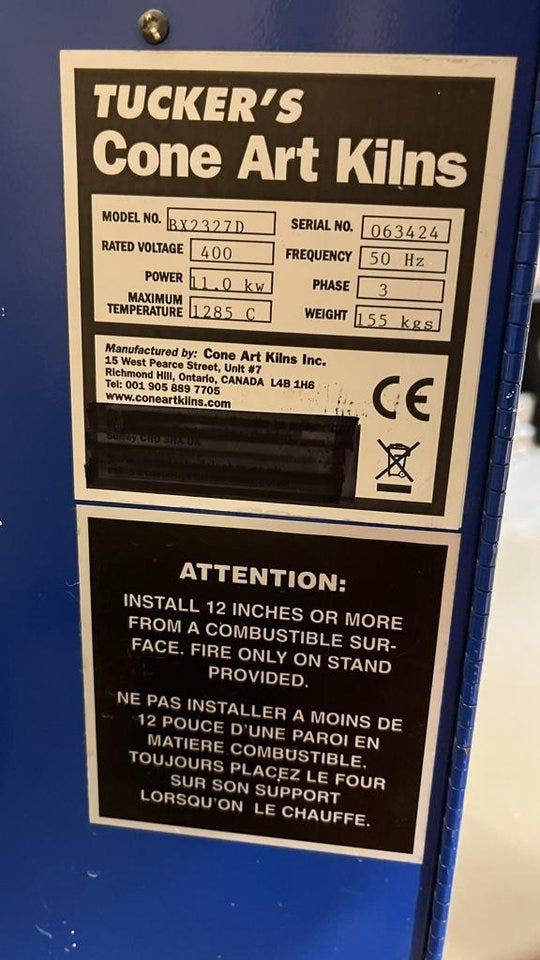 TUCKER'S
Cone Art Kilns
MODEL NO. BX2327D SERIAL NO. 063424
RATED VOLTAGE 400 FREQUENCY 50 Hz
POWER 11.0 kw PHASE 3
MAXIMUM
TEMPERATURE 1285 C WEIGHT 155 kgs
Manufactured by: Cone Art Kilns Inc.
15 West Pearce Street, Unit #7
Richmond Hill, Ontario, CANADA L4B 1H6
Tel: 001 905 889 7705
www.coneartkilns.com
CE
Surrey CR0 3RA UK
ATTENTION:
INSTALL 12 INCHES OR MORE
FROM A COMBUSTIBLE SUR-
FACE. FIRE ONLY ON STAND
PROVIDED.
NE PAS INSTALLER A MOINS DE
12 POUCE D'UNE PAROI EN
MATIERE COMBUSTIBLE.
TOUJOURS PLACEZ LE FOUR
SUR SON SUPPORT
LORSQU'ON LE CHAUFFE.